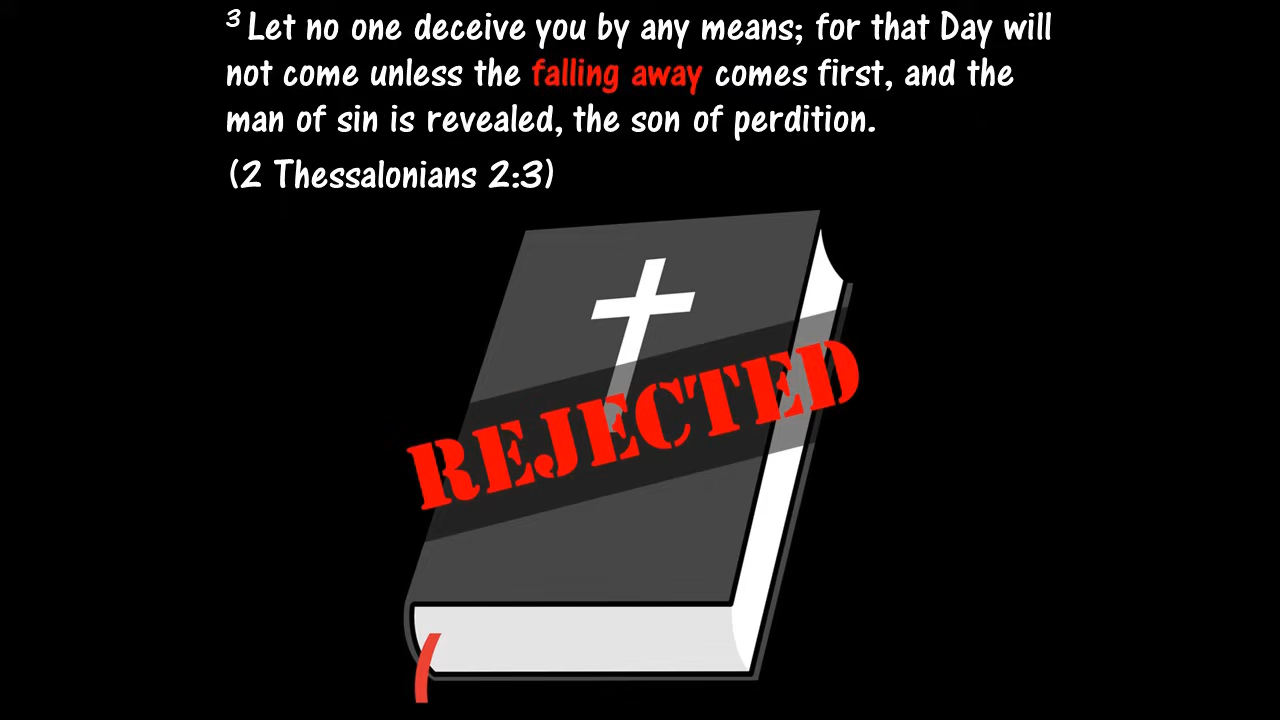 3 Let no one deceive you by any means; for that Day will
not come unless the falling away comes first, and the
man of sin is revealed, the son of perdition.
(2 Thessalonians 2:3)
REJECTED